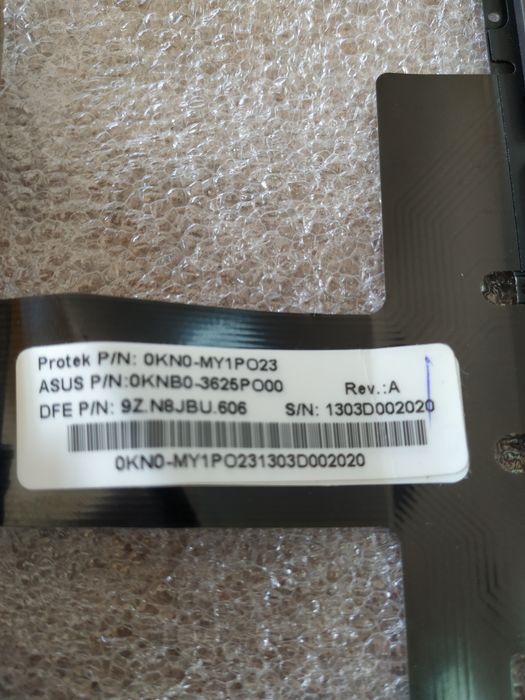 Protek P/N: 0KN0-MY1PO23
ASUS P/N:0KNB0-3625PO00 Rev.:A
DFE P/N: 9Z.N8JBU.606 S/N: 1303D002020
0KN0-MY1PO231303D002020